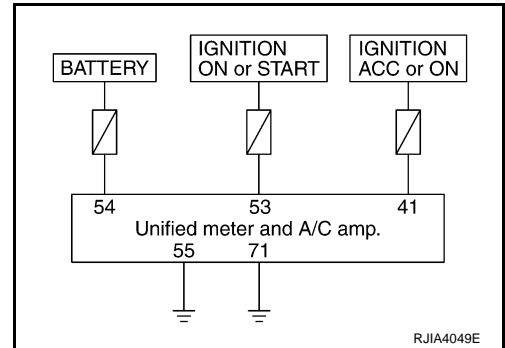 BATTERY
IGNITION
ON or START
IGNITION
ACC or ON
54 53 41
Unified meter and A/C amp.
55 71
RJIA4049E